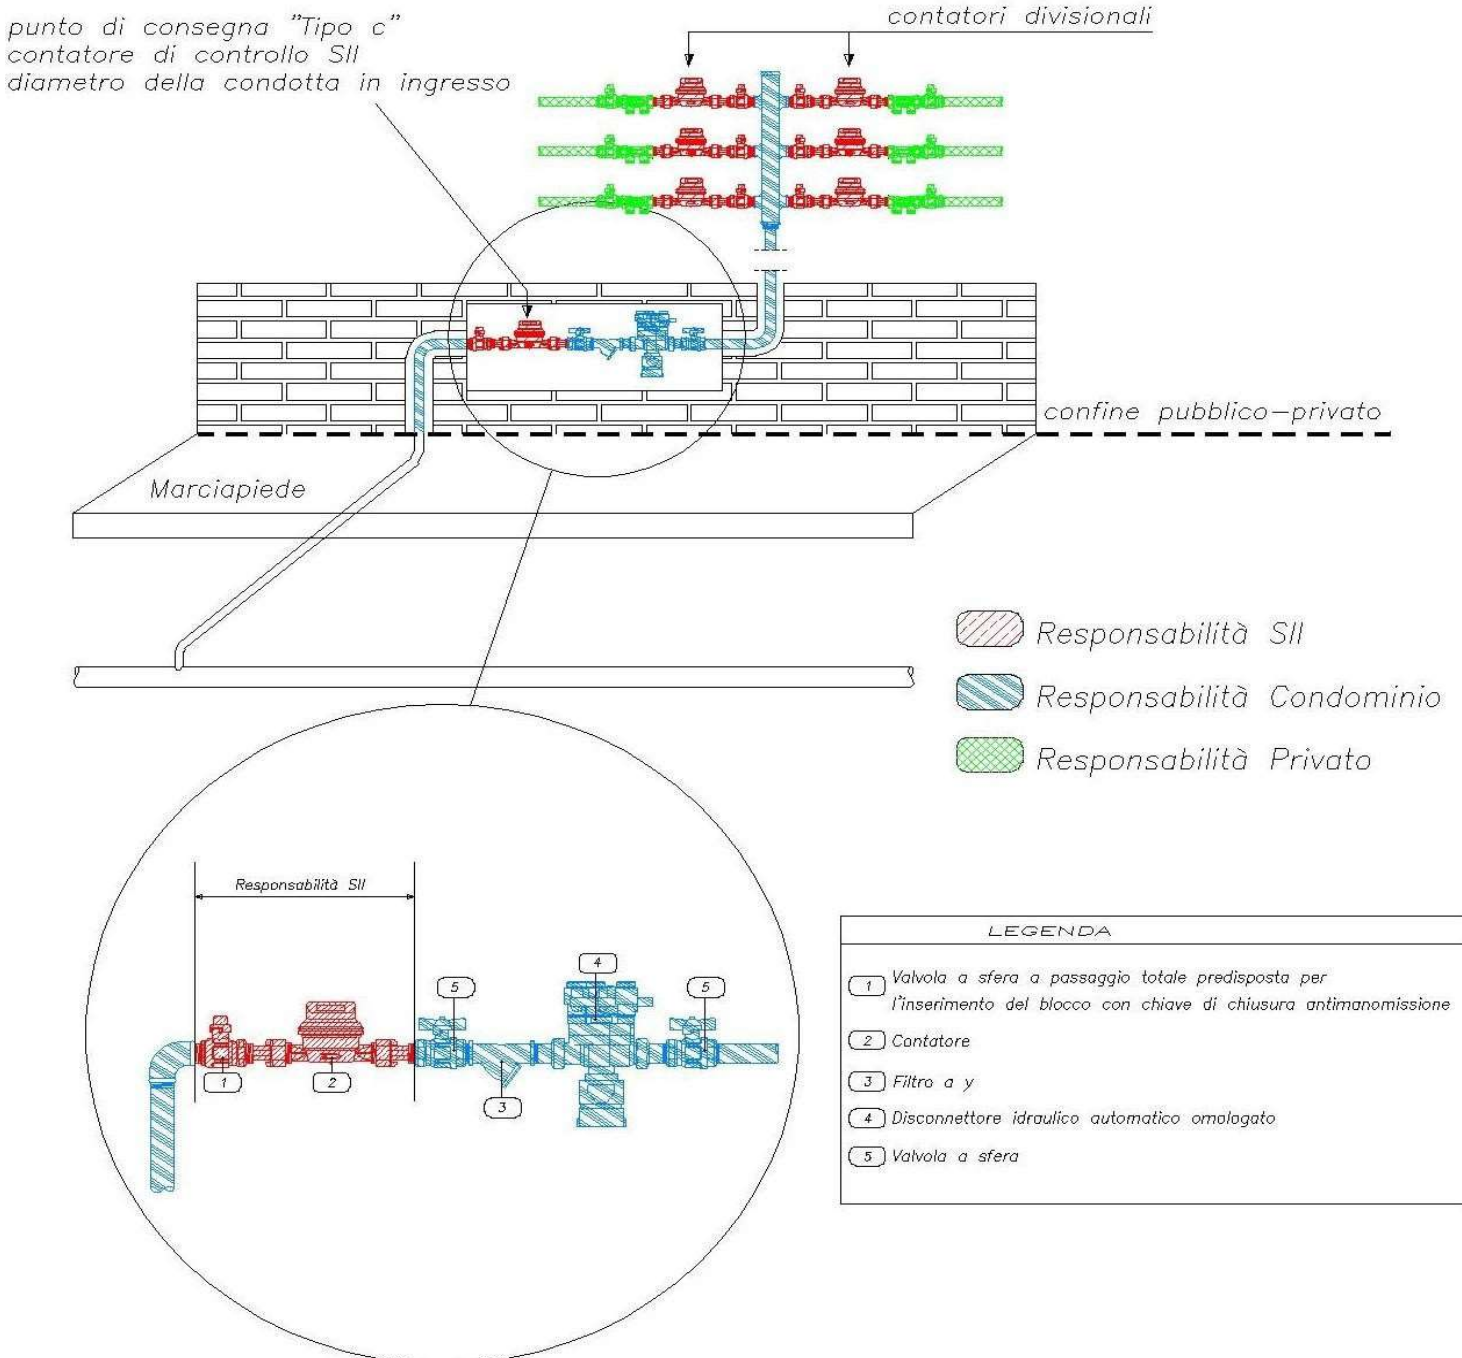 punto di consegna "Tipo c"
contatore di controllo SII
diametro della condotta in ingresso
contatori divisionali
confine pubblico-privato
Marciapiede
Responsabilità SII
Responsabilità Condominio
Responsabilità Privato
Responsabilità SII
1
2
5
3
4
5
LEGENDA
1 Valvola a sfera a passaggio totale predisposta per
l'inserimento del blocco con chiave di chiusura antimanomissione
2 Contatore
3 Filtro a y
4 Disconnettore idraulico automatico omologato
5 Valvola a sfera